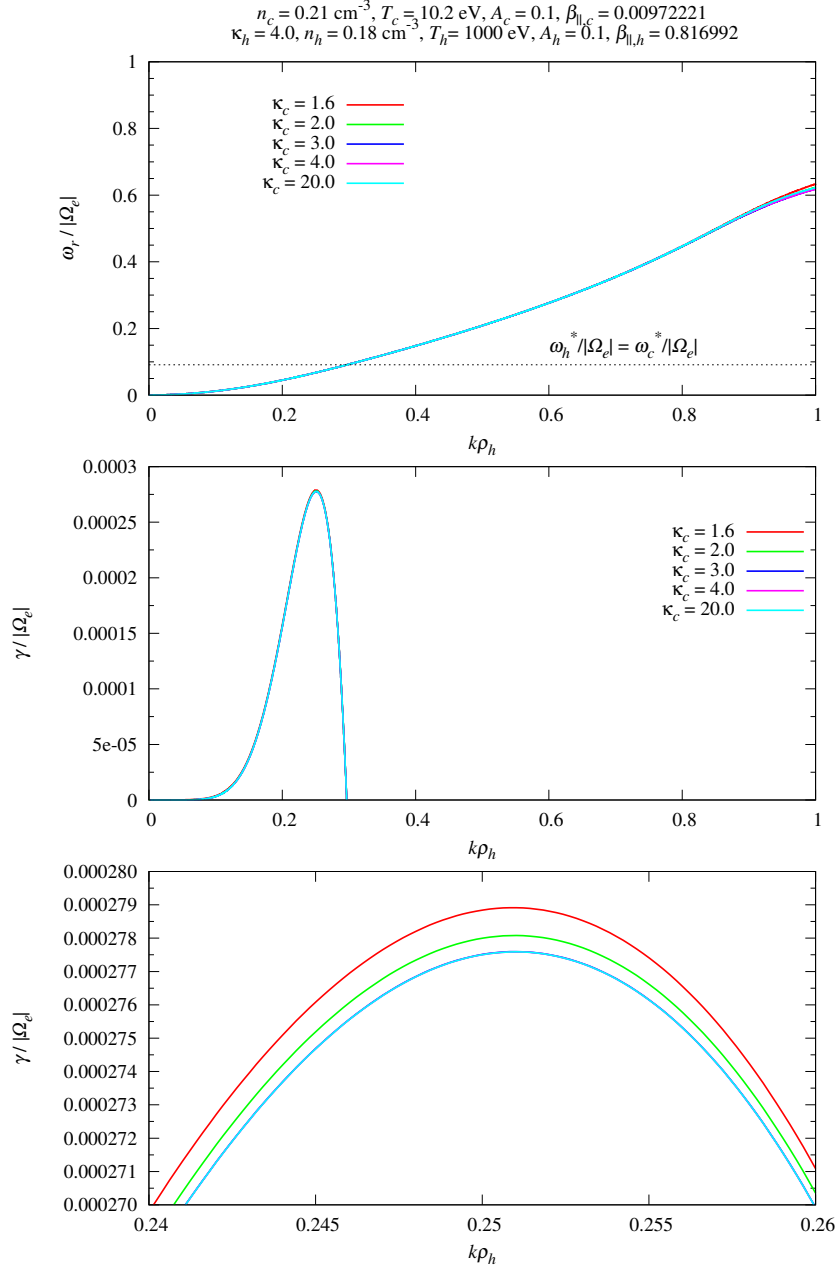 n_c = 0.21 cm⁻³, T_c = 10.2 eV, A_c = 0.1, β_{||,c} = 0.00972221
κ_h = 4.0, n_h = 0.18 cm⁻³, T_h= 1000 eV, A_h = 0.1, β_{||,h} = 0.816992
1
0.8
0.6
0.4
0.2
0
ω_r / |Ω_e|
κ_c = 1.6
κ_c = 2.0
κ_c = 3.0
κ_c = 4.0
κ_c = 20.0
ω_h^*/|Ω_e| = ω_c^*/|Ω_e|
0 0.2 0.4 0.6 0.8 1
kρ_h
0.0003
0.00025
0.0002
0.00015
0.0001
5e-05
0
γ / |Ω_e|
κ_c = 1.6
κ_c = 2.0
κ_c = 3.0
κ_c = 4.0
κ_c = 20.0
0 0.2 0.4 0.6 0.8 1
kρ_h
0.000280
0.000279
0.000278
0.000277
0.000276
0.000275
0.000274
0.000273
0.000272
0.000271
0.000270
γ / |Ω_e|
0.24 0.245 0.25 0.255 0.26
kρ_h